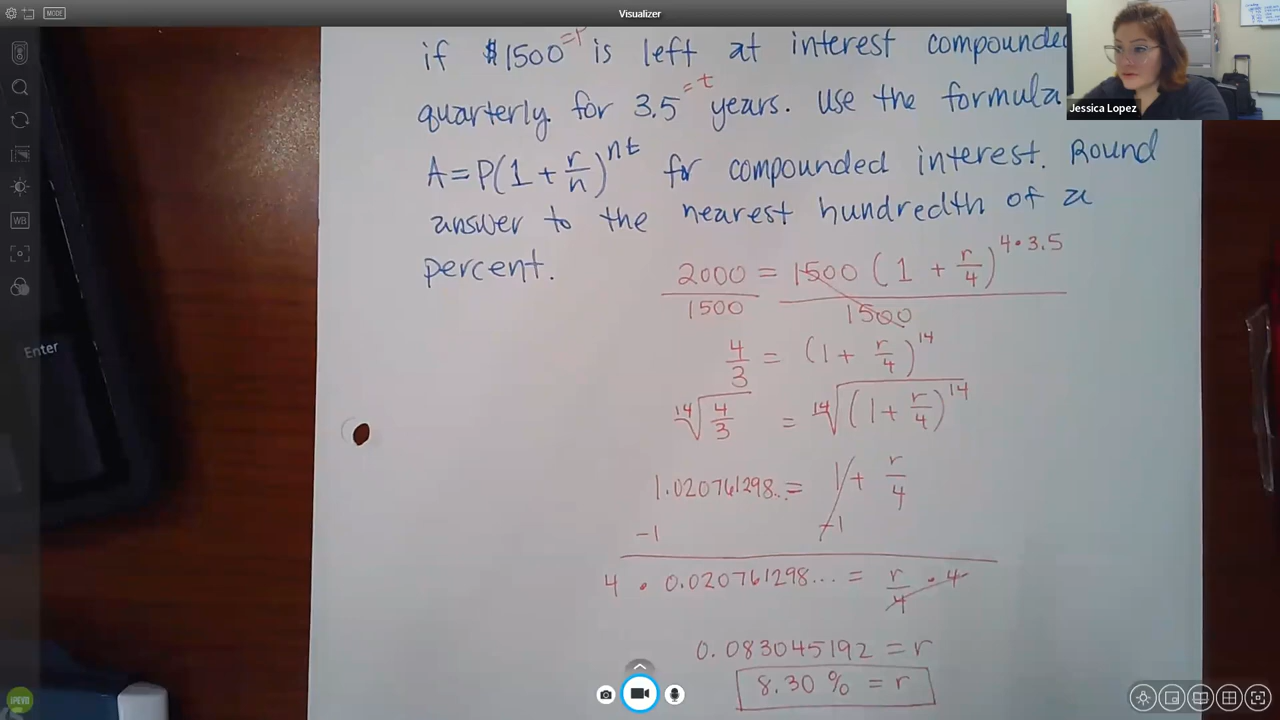 MODE
Visualizer
if $1500 =P is left at interest compounded
quarterly for 3.5 =t years. Use the formula
Jessica Lopez
A=P(1+r/n)^nt for compounded interest. Round
answer to the nearest hundredth of a
percent.
2000 = 1500 (1 + r/4)^4•3.5
1500 1500
4/3 = (1 + r/4)^14
14√4/3 = 14√(1+r/4)^14
1.020761298.. = 1 + r/4
-1 -1
4 • 0.020761298... = r/4 • 4
0.083045192 = r
8.30 % = r
Enter
WB
IPEVO